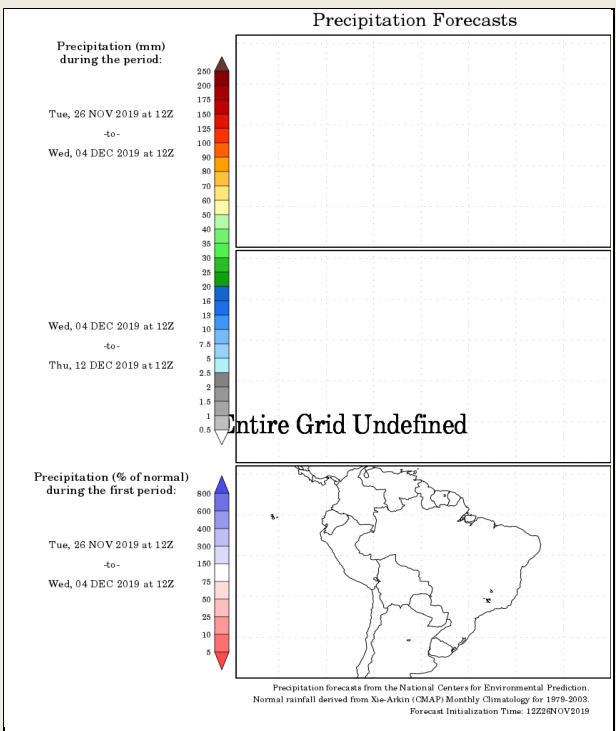 Precipitation Forecasts
Precipitation (mm)
during the period:
Tue, 26 NOV 2019 at 12Z
-to-
Wed, 04 DEC 2019 at 12Z
250
200
175
150
125
100
90
80
70
60
50
40
35
30
25
20
16
13
10
7.5
5
2.5
2
1.5
1
0.5
Wed, 04 DEC 2019 at 12Z
-to-
Thu, 12 DEC 2019 at 12Z
Entire Grid Undefined
Precipitation (% of normal)
during the first period:
Tue, 26 NOV 2019 at 12Z
-to-
Wed, 04 DEC 2019 at 12Z
800
600
400
300
150
75
50
25
10
5
Precipitation forecasts from the National Centers for Environmental Prediction.
Normal rainfall derived from Xie-Arkin (CMAP) Monthly Climatology for 1979-2003.
Forecast Initialization Time: 12Z26NOV2019